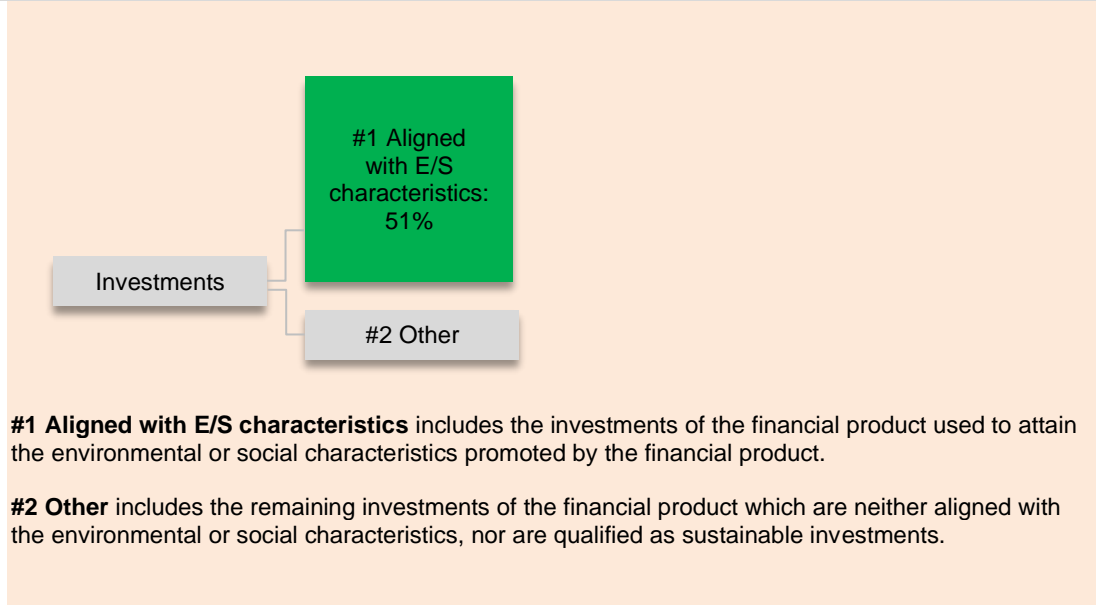 #1 Aligned
with E/S
characteristics:
51%
Investments
#2 Other
#1 Aligned with E/S characteristics includes the investments of the financial product used to attain
the environmental or social characteristics promoted by the financial product.
#2 Other includes the remaining investments of the financial product which are neither aligned with
the environmental or social characteristics, nor are qualified as sustainable investments.